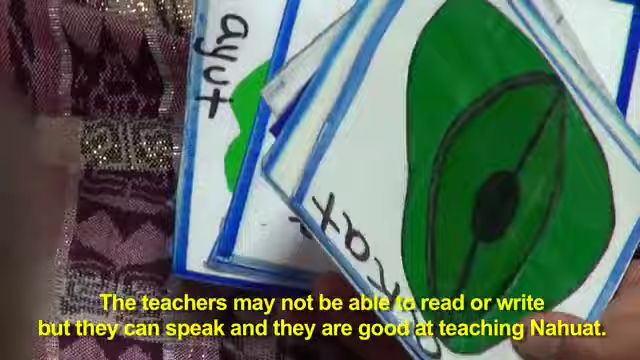 ayut
The teachers may not be able to read or write
but they can speak and they are good at teaching Nahuat.